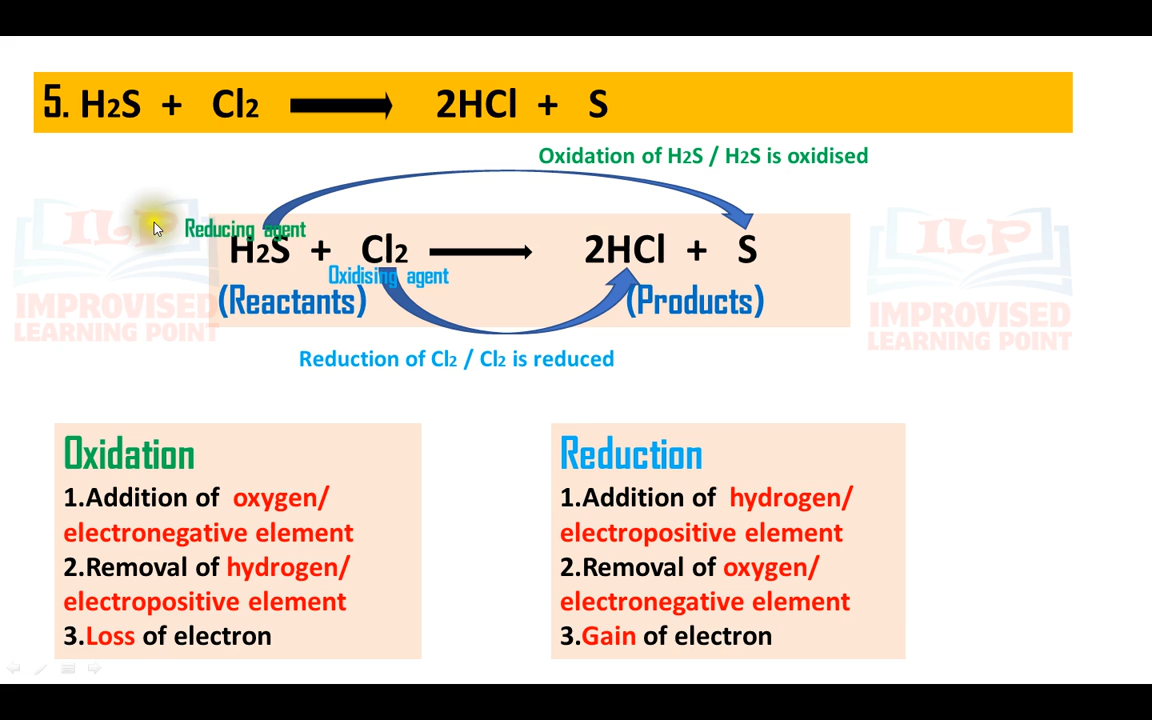 5. H2S + Cl2 → 2HCl + S
Oxidation of H2S / H2S is oxidised
ILP
IMPROVISED
LEARNING POINT
Reducing agent
H2S + Cl2 → 2HCl + S
Oxidising agent
(Reactants) (Products)
ILP
IMPROVISED
LEARNING POINT
Reduction of Cl2 / Cl2 is reduced
Oxidation
1.Addition of oxygen/
electronegative element
2.Removal of hydrogen/
electropositive element
3.Loss of electron
Reduction
1.Addition of hydrogen/
electropositive element
2.Removal of oxygen/
electronegative element
3.Gain of electron